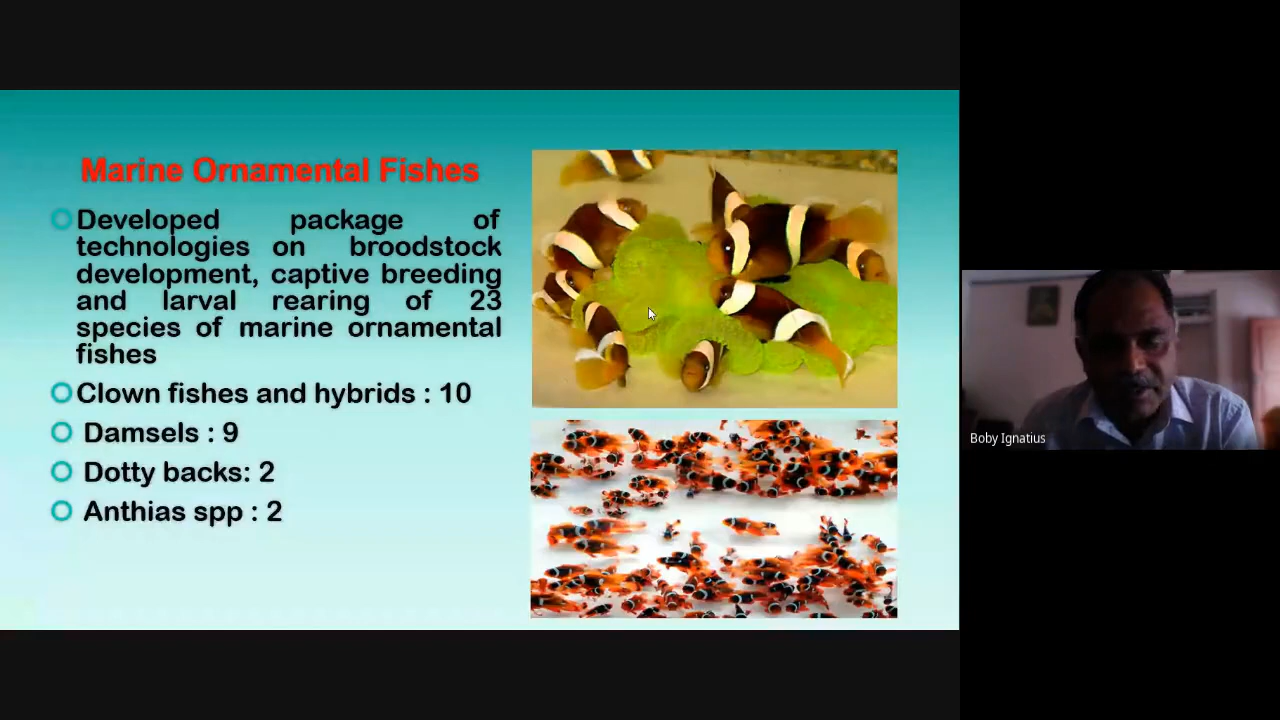 Marine Ornamental Fishes
Developed package of
technologies on broodstock
development, captive breeding
and larval rearing of 23
species of marine ornamental
fishes
Clown fishes and hybrids : 10
Damsels : 9
Dotty backs: 2
Anthias spp : 2
Boby Ignatius